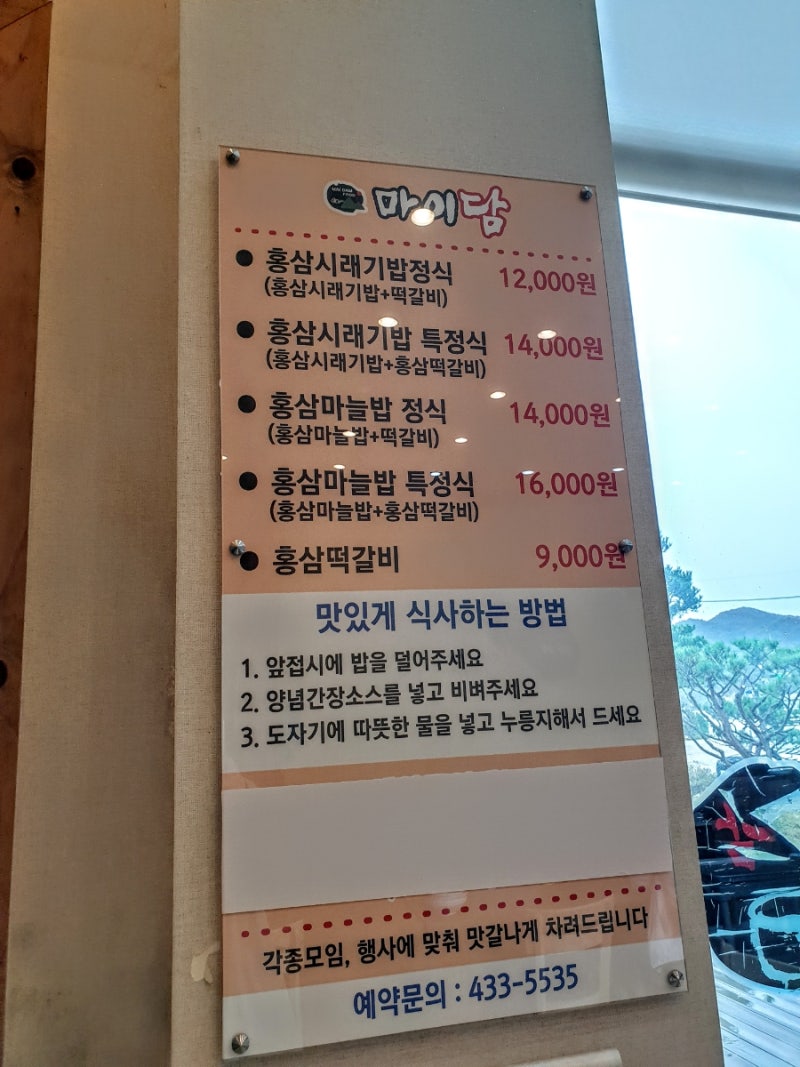 마이담
홍삼시래기밥정식 12,000원
(홍삼시래기밥+떡갈비)
홍삼시래기밥 특정식 14,000원
(홍삼시래기밥+홍삼떡갈비)
홍삼마늘밥 정식 14,000원
(홍삼마늘밥+떡갈비)
홍삼마늘밥 특정식 16,000원
(홍삼마늘밥+홍삼떡갈비)
홍삼떡갈비 9,000원
맛있게 식사하는 방법
1. 앞접시에 밥을 덜어주세요
2. 양념간장소스를 넣고 비벼주세요
3. 도자기에 따뜻한 물을 넣고 누릉지해서 드세요
각종모임, 행사에 맞춰 맛갈나게 차려드립니다
예약문의 : 433-5535